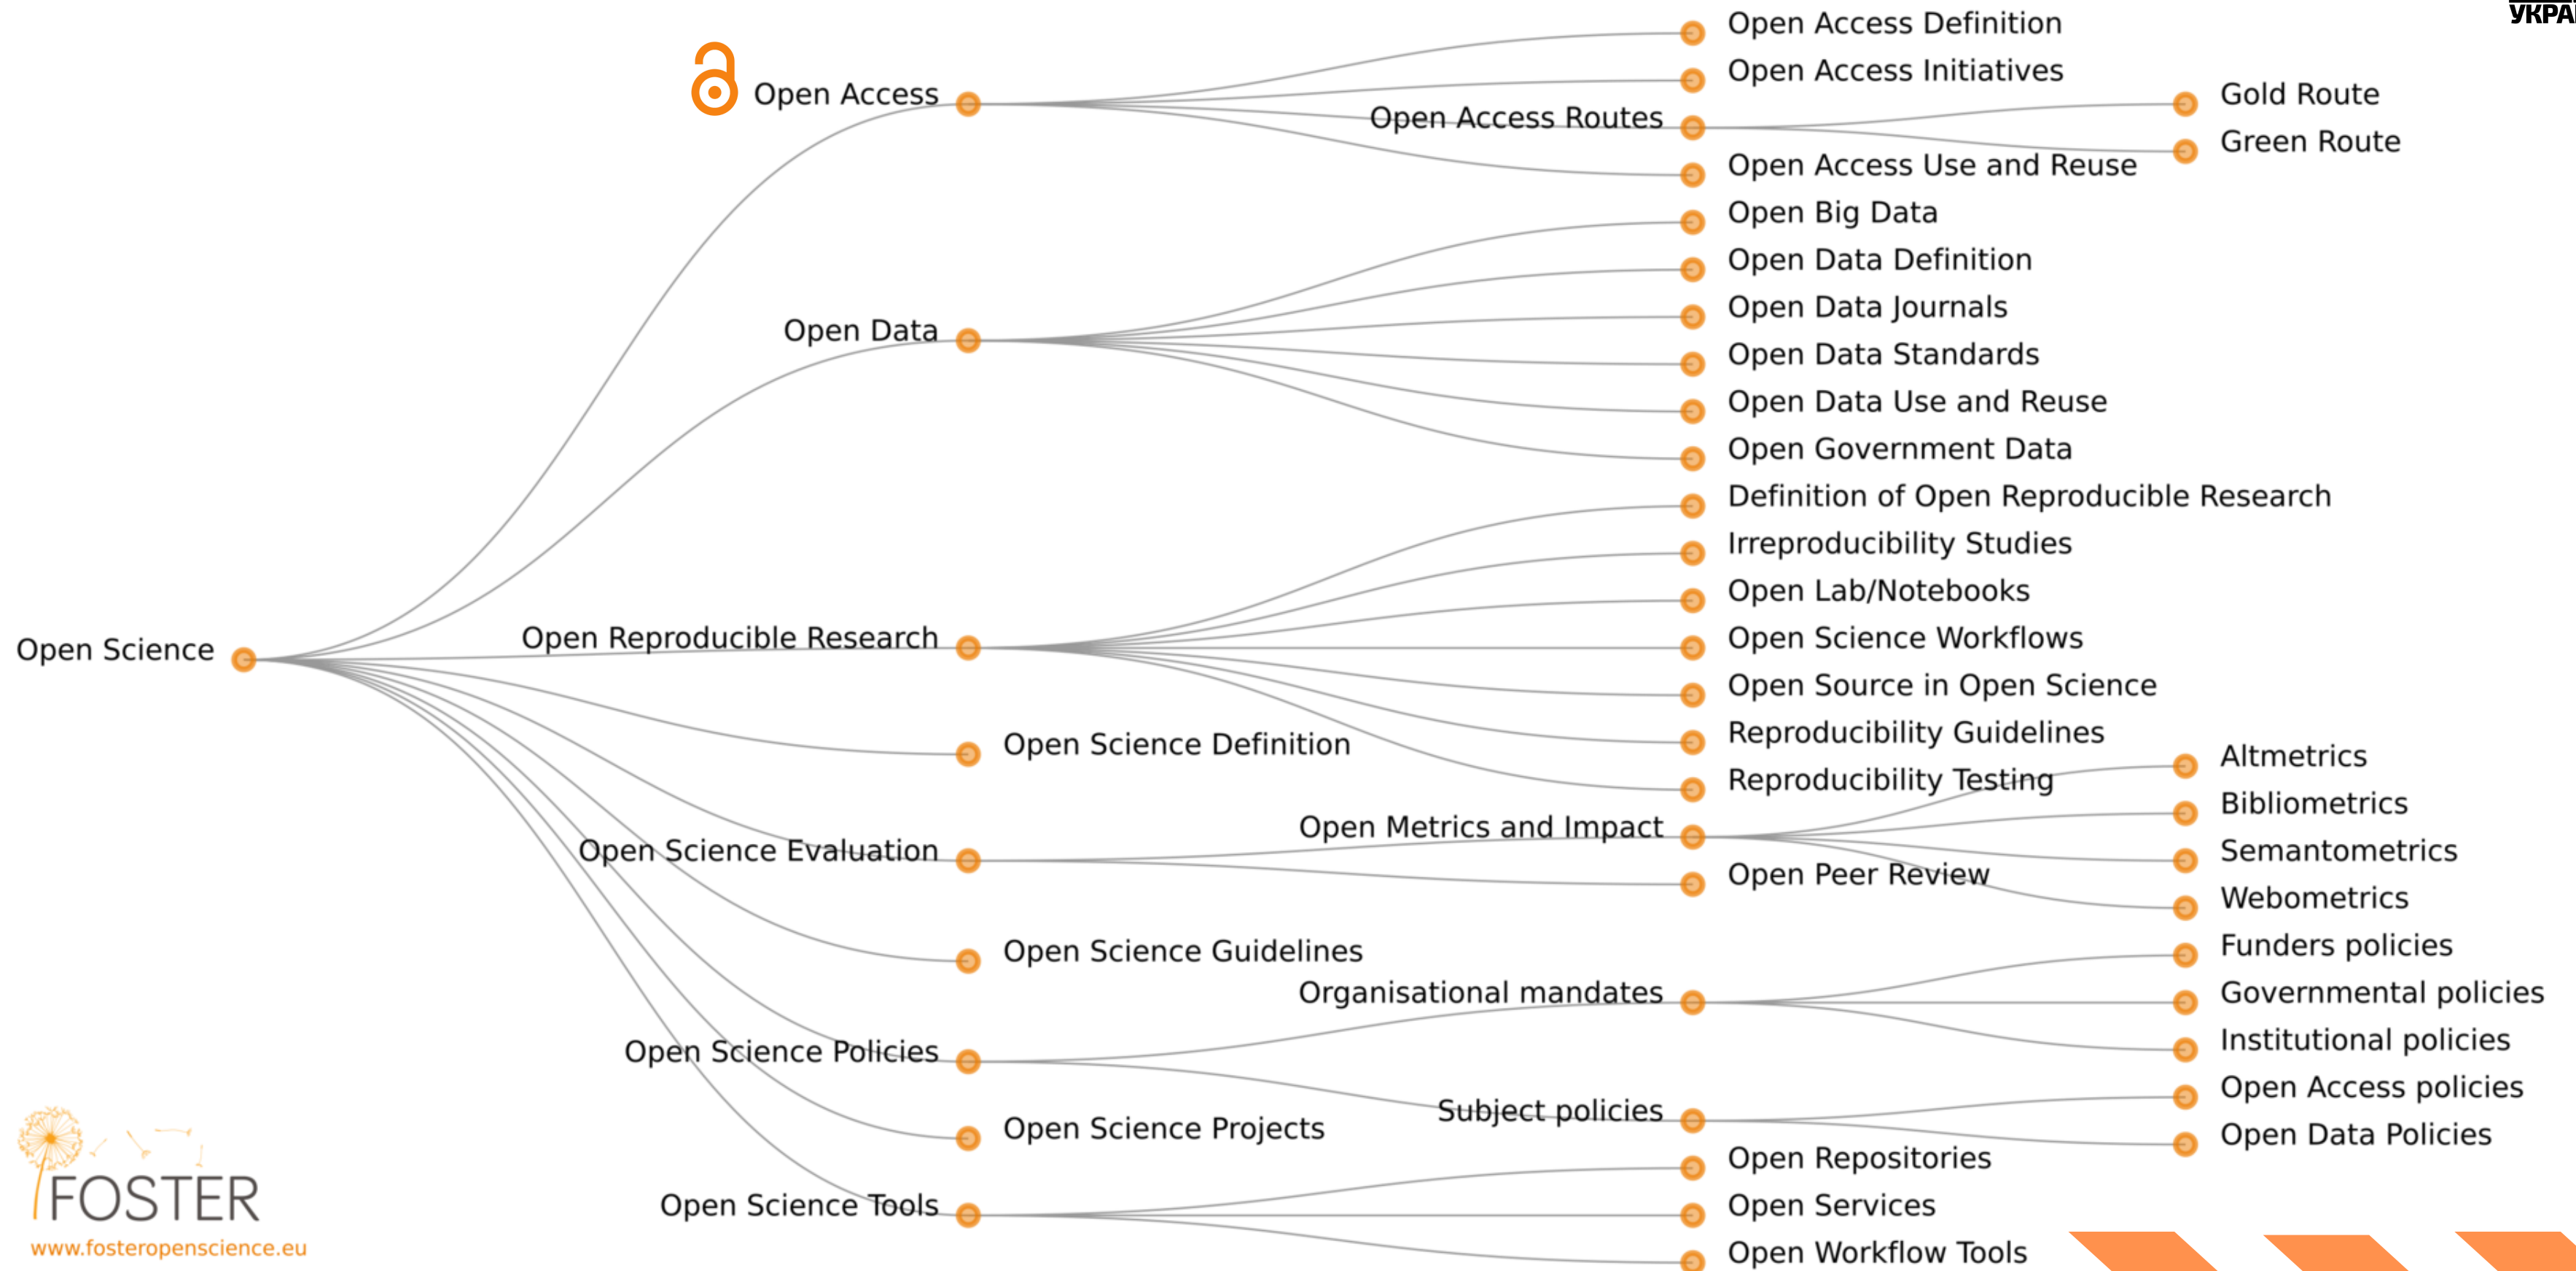 УКРА
Open Access Definition
Open Access Initiatives
Open Access
Gold Route
Open Access Routes
Green Route
Open Access Use and Reuse
Open Big Data
Open Data Definition
Open Data Journals
Open Data
Open Data Standards
Open Data Use and Reuse
Open Government Data
Definition of Open Reproducible Research
Irreproducibility Studies
Open Lab/Notebooks
Open Science
Open Reproducible Research
Open Science Workflows
Open Source in Open Science
Reproducibility Guidelines
Open Science Definition
Altmetrics
Reproducibility Testing
Bibliometrics
Open Metrics and Impact
Open Science Evaluation
Semantometrics
Open Peer Review
Webometrics
Open Science Guidelines
Funders policies
Organisational mandates
Governmental policies
Institutional policies
Open Science Policies
Open Access policies
Subject policies
Open Science Projects
Open Data Policies
Open Repositories
Open Science Tools
Open Services
Open Workflow Tools
FOSTER
www.fosteropenscience.eu